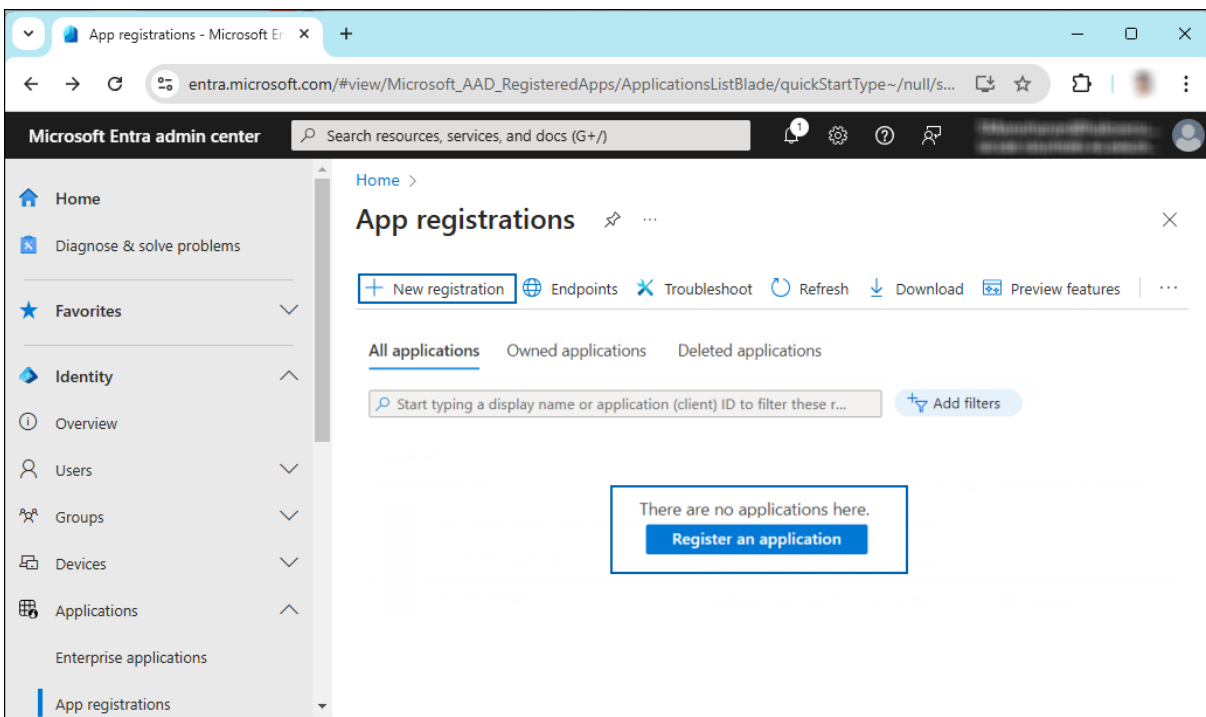 App registrations - Microsoft En
entra.microsoft.com/#view/Microsoft_AAD_RegisteredApps/ApplicationsListBlade/quickStartType~/null/s...
Microsoft Entra admin center
Search resources, services, and docs (G+/)
1
Home
Diagnose & solve problems
Favorites
Identity
Overview
Users
Groups
Devices
Applications
Enterprise applications
App registrations
Home >
App registrations ...
New registration Endpoints Troubleshoot Refresh Download Preview features ...
All applications Owned applications Deleted applications
Start typing a display name or application (client) ID to filter these r...
Add filters
There are no applications here.
Register an application